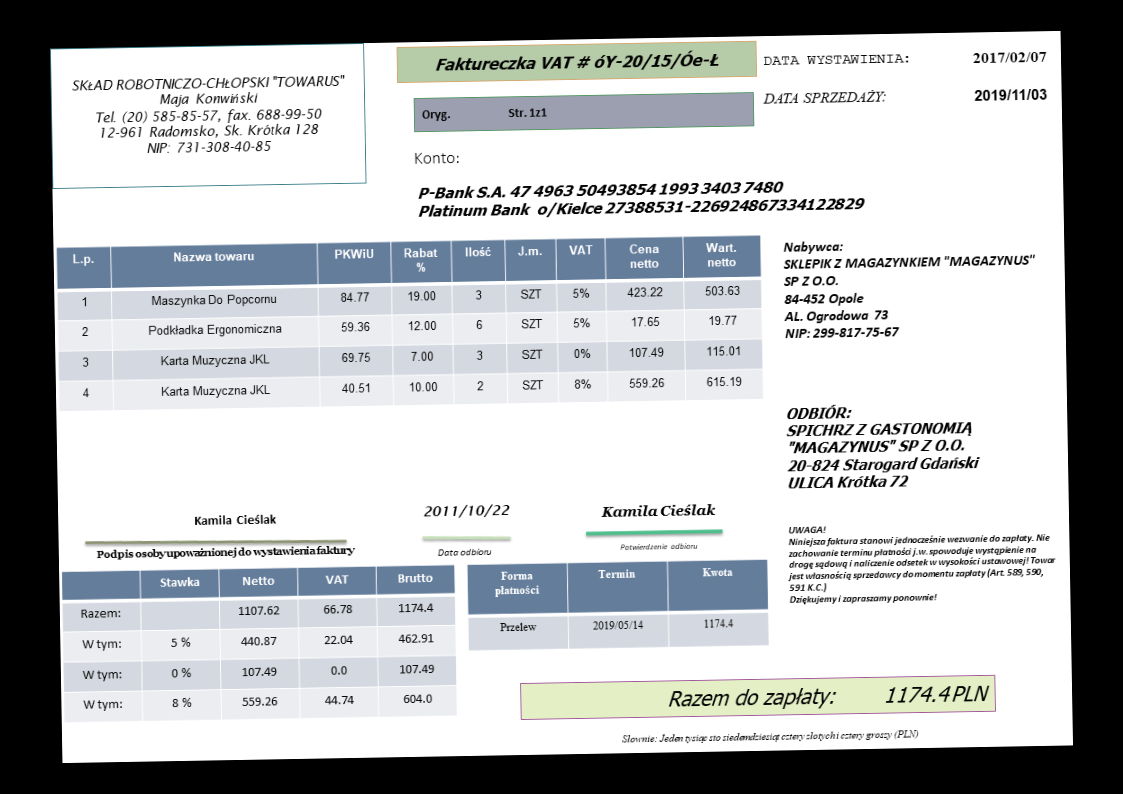 SKŁAD ROBOTNICZO-CHŁOPSKI "TOWARUS"
Maja Konwiński
Tel. (20) 585-85-57, fax. 688-99-50
12-961 Radomsko, Sk. Krótka 128
NIP: 731-308-40-85
Faktureczka VAT # óY-20/15/Óe-Ł
Oryg. Str. 1z1
DATA WYSTAWIENIA: 2017/02/07
DATA SPRZEDAŻY: 2019/11/03
Konto:
P-Bank S.A. 47 4963 50493854 1993 3403 7480
Platinum Bank o/Kielce 27388531-226924867334122829
L.p. Nazwa towaru PKWiU Rabat % Ilość J.m. VAT Cena netto Wart. netto
1 Maszynka Do Popcornu 84.77 19.00 3 SZT 5% 423.22 503.63
2 Podkładka Ergonomiczna 59.36 12.00 6 SZT 5% 17.65 19.77
3 Karta Muzyczna JKL 69.75 7.00 3 SZT 0% 107.49 115.01
4 Karta Muzyczna JKL 40.51 10.00 2 SZT 8% 559.26 615.19
Nabywca:
SKLEPIK Z MAGAZYNKIEM "MAGAZYNUS"
SP Z O.O.
84-452 Opole
AL. Ogrodowa 73
NIP: 299-817-75-67
ODBIÓR:
SPICHRZ Z GASTONOMIĄ
"MAGAZYNUS" SP Z O.O.
20-824 Starogard Gdański
ULICA Krótka 72
Kamila Cieślak
Podpis osoby upoważnionej do wystawienia faktury
2011/10/22
Data odbioru
Kamila Cieślak
Potwierdzenie odbioru
UWAGA!
Niniejsza faktura stanowi jednocześnie wezwanie do zapłaty. Nie
zachowanie terminu płatności j.w. spowoduje wystąpienie na
drogę sądową i naliczenie odsetek w wysokości ustawowej! Towar
jest własnością sprzedawcy do momentu zapłaty (Art. 589, 590,
591 K.C.)
Dziękujemy i zapraszamy ponownie!
Stawka Netto VAT Brutto
Razem: 1107.62 66.78 1174.4
W tym: 5 % 440.87 22.04 462.91
W tym: 0 % 107.49 0.0 107.49
W tym: 8 % 559.26 44.74 604.0
Forma płatności Termin Kwota
Przelew 2019/05/14 1174.4
Razem do zapłaty: 1174.4 PLN
Słownie: Jeden tysiąc sto siedemdziesiąt cztery złotych i cztery groszy (PLN)